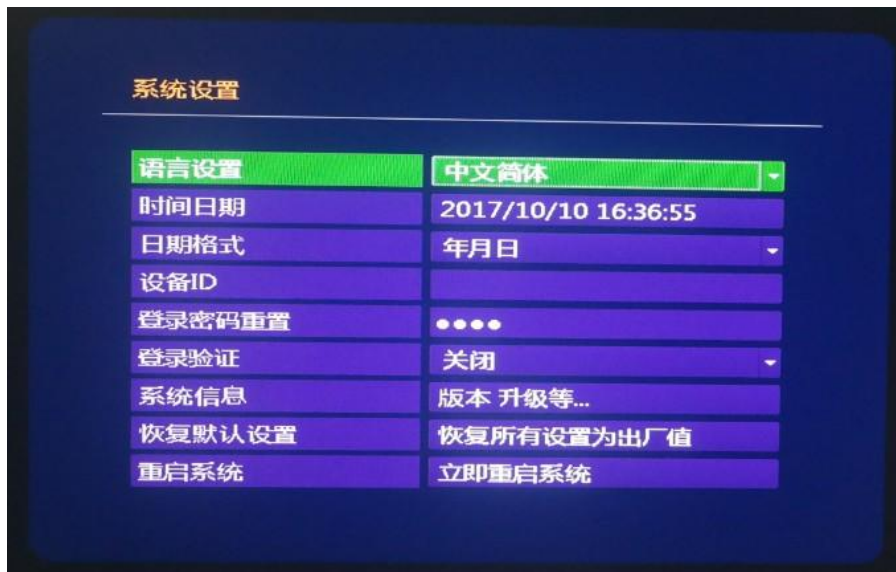 系统设置
语言设置 中文简体
时间日期 2017/10/10 16:36:55
日期格式 年月日
设备ID
登录密码重置 ●●●●
登录验证 关闭
系统信息 版本 升级等...
恢复默认设置 恢复所有设置为出厂值
重启系统 立即重启系统